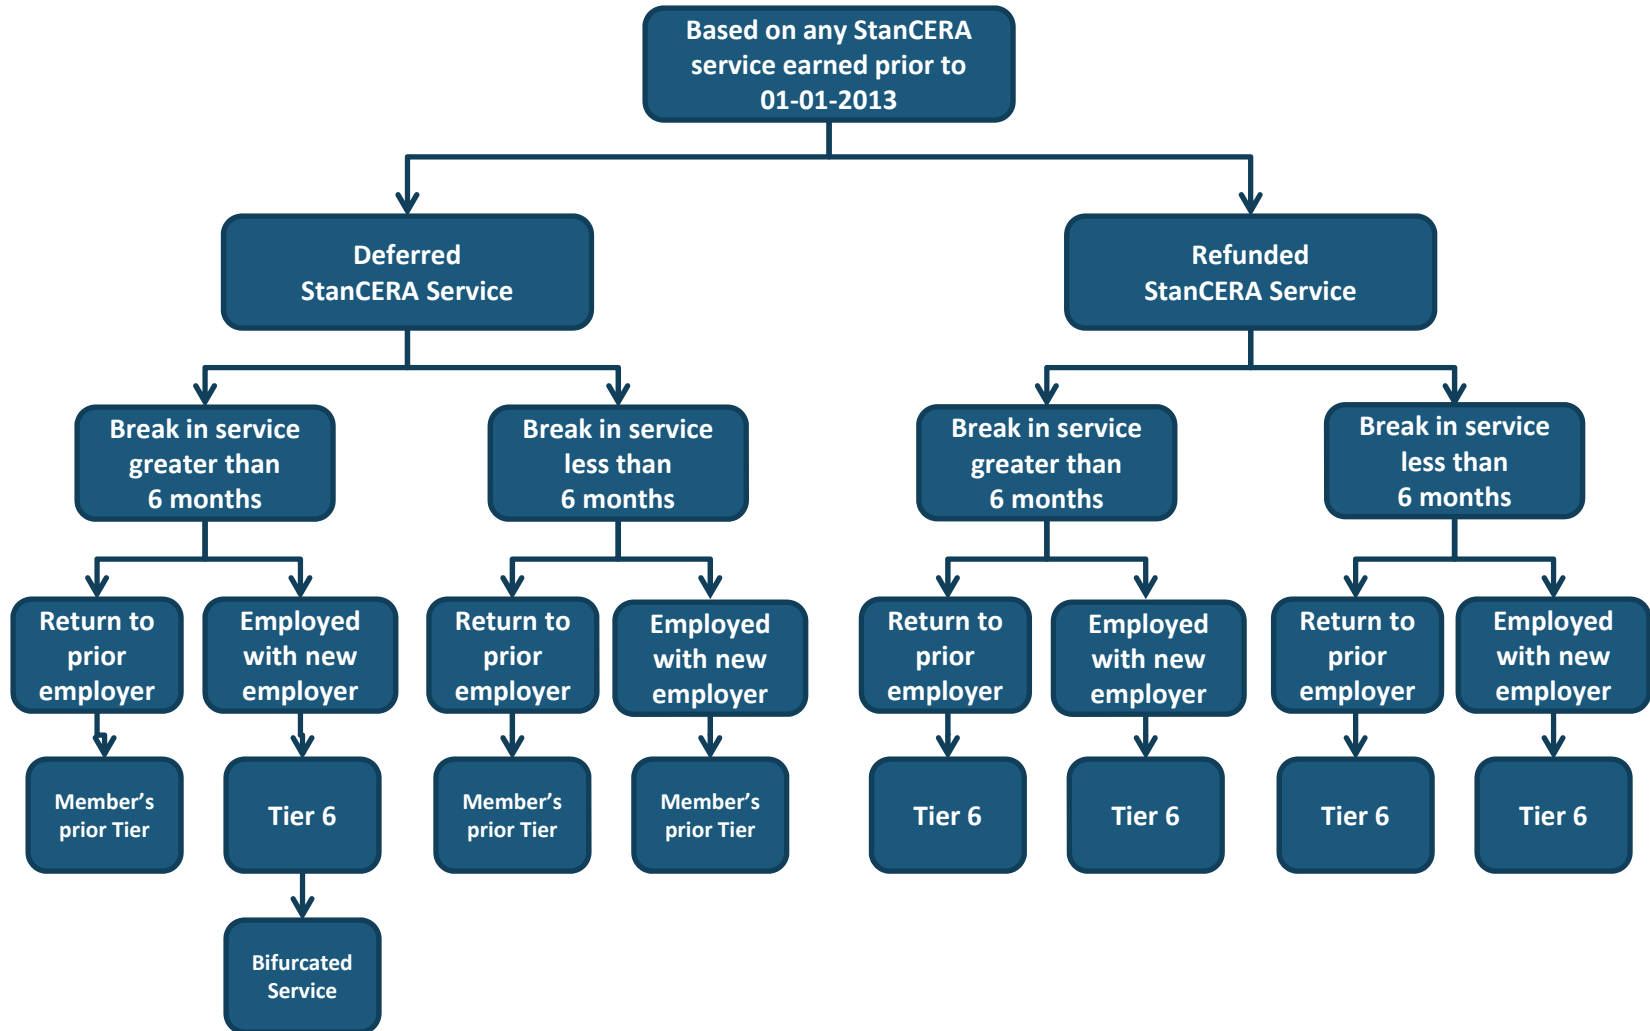 Based on any StanCERA
service earned prior to
01-01-2013
Deferred
StanCERA Service
Refunded
StanCERA Service
Break in service
greater than
6 months
Break in service
less than
6 months
Break in service
greater than
6 months
Break in service
less than
6 months
Return to
prior
employer
Employed
with new
employer
Return to
prior
employer
Employed
with new
employer
Return to
prior
employer
Employed
with new
employer
Return to
prior
employer
Employed
with new
employer
Member’s
prior Tier
Tier 6
Member’s
prior Tier
Member’s
prior Tier
Tier 6
Tier 6
Tier 6
Tier 6
Bifurcated
Service